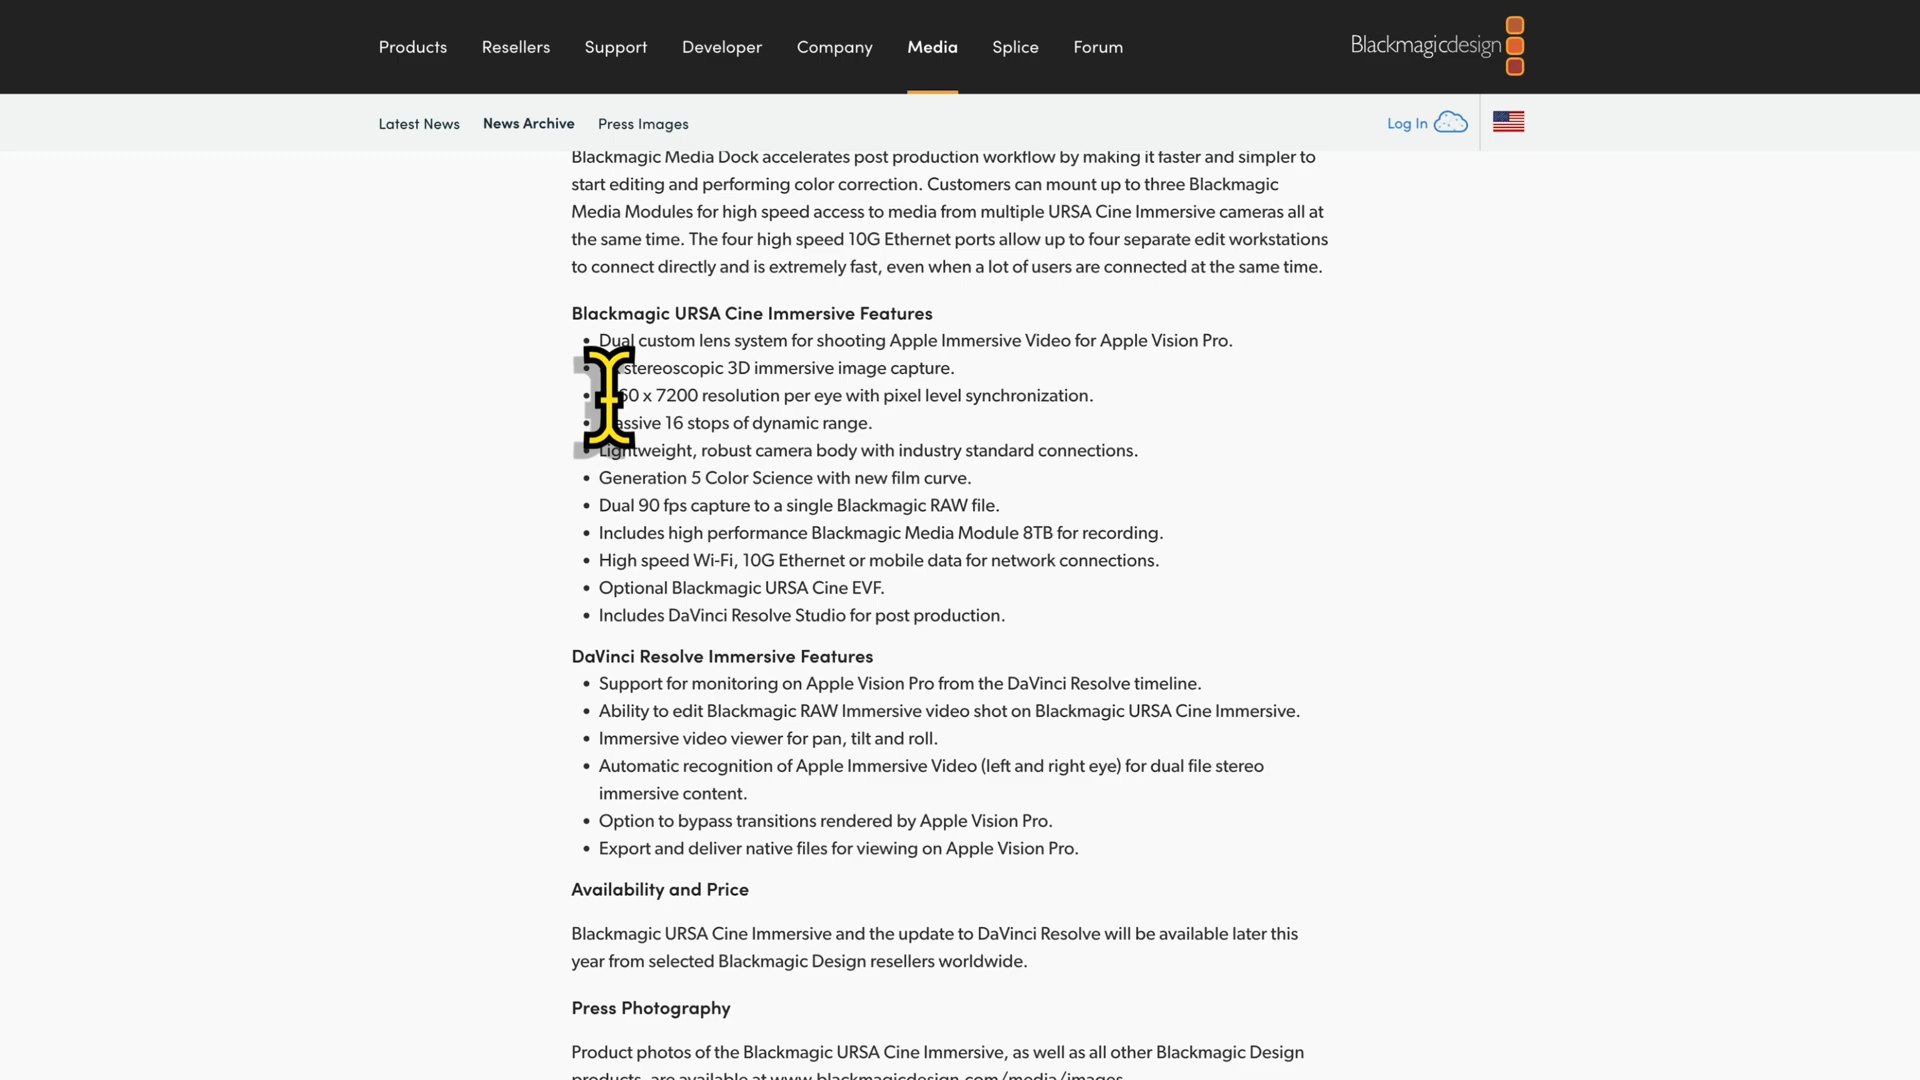 Products Resellers Support Developer Company Media Splice Forum
Blackmagicdesign
Latest News News Archive Press Images
Log In
Blackmagic Media Dock accelerates post production workflow by making it faster and simpler to
start editing and performing color correction. Customers can mount up to three Blackmagic
Media Modules for high speed access to media from multiple URSA Cine Immersive cameras all at
the same time. The four high speed 10G Ethernet ports allow up to four separate edit workstations
to connect directly and is extremely fast, even when a lot of users are connected at the same time.
Blackmagic URSA Cine Immersive Features
• Dual custom lens system for shooting Apple Immersive Video for Apple Vision Pro.
• stereoscopic 3D immersive image capture.
• x 7200 resolution per eye with pixel level synchronization.
• 16 stops of dynamic range.
• Lightweight, robust camera body with industry standard connections.
• Generation 5 Color Science with new film curve.
• Dual 90 fps capture to a single Blackmagic RAW file.
• Includes high performance Blackmagic Media Module 8TB for recording.
• High speed Wi-Fi, 10G Ethernet or mobile data for network connections.
• Optional Blackmagic URSA Cine EVF.
• Includes DaVinci Resolve Studio for post production.
DaVinci Resolve Immersive Features
• Support for monitoring on Apple Vision Pro from the DaVinci Resolve timeline.
• Ability to edit Blackmagic RAW Immersive video shot on Blackmagic URSA Cine Immersive.
• Immersive video viewer for pan, tilt and roll.
• Automatic recognition of Apple Immersive Video (left and right eye) for dual file stereo
immersive content.
• Option to bypass transitions rendered by Apple Vision Pro.
• Export and deliver native files for viewing on Apple Vision Pro.
Availability and Price
Blackmagic URSA Cine Immersive and the update to DaVinci Resolve will be available later this
year from selected Blackmagic Design resellers worldwide.
Press Photography
Product photos of the Blackmagic URSA Cine Immersive, as well as all other Blackmagic Design
products, are available at www.blackmagicdesign.com/media/images.